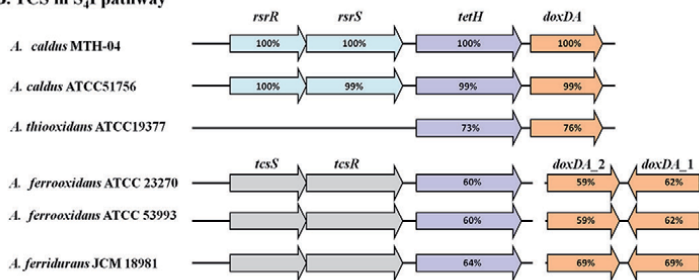 B. TCS in S4I pathway
rsrR rsrS tetH doxDA
A. caldus MTH-04 100% 100% 100% 100%
A. caldus ATCC51756 100% 99% 99% 99%
A. thiooxidans ATCC19377 73% 76%
tcsS tcsR doxDA_2 doxDA_1
A. ferrooxidans ATCC 23270 60% 59% 62%
A. ferrooxidans ATCC 53993 60% 59% 62%
A. ferridurans JCM 18981 64% 69% 69%